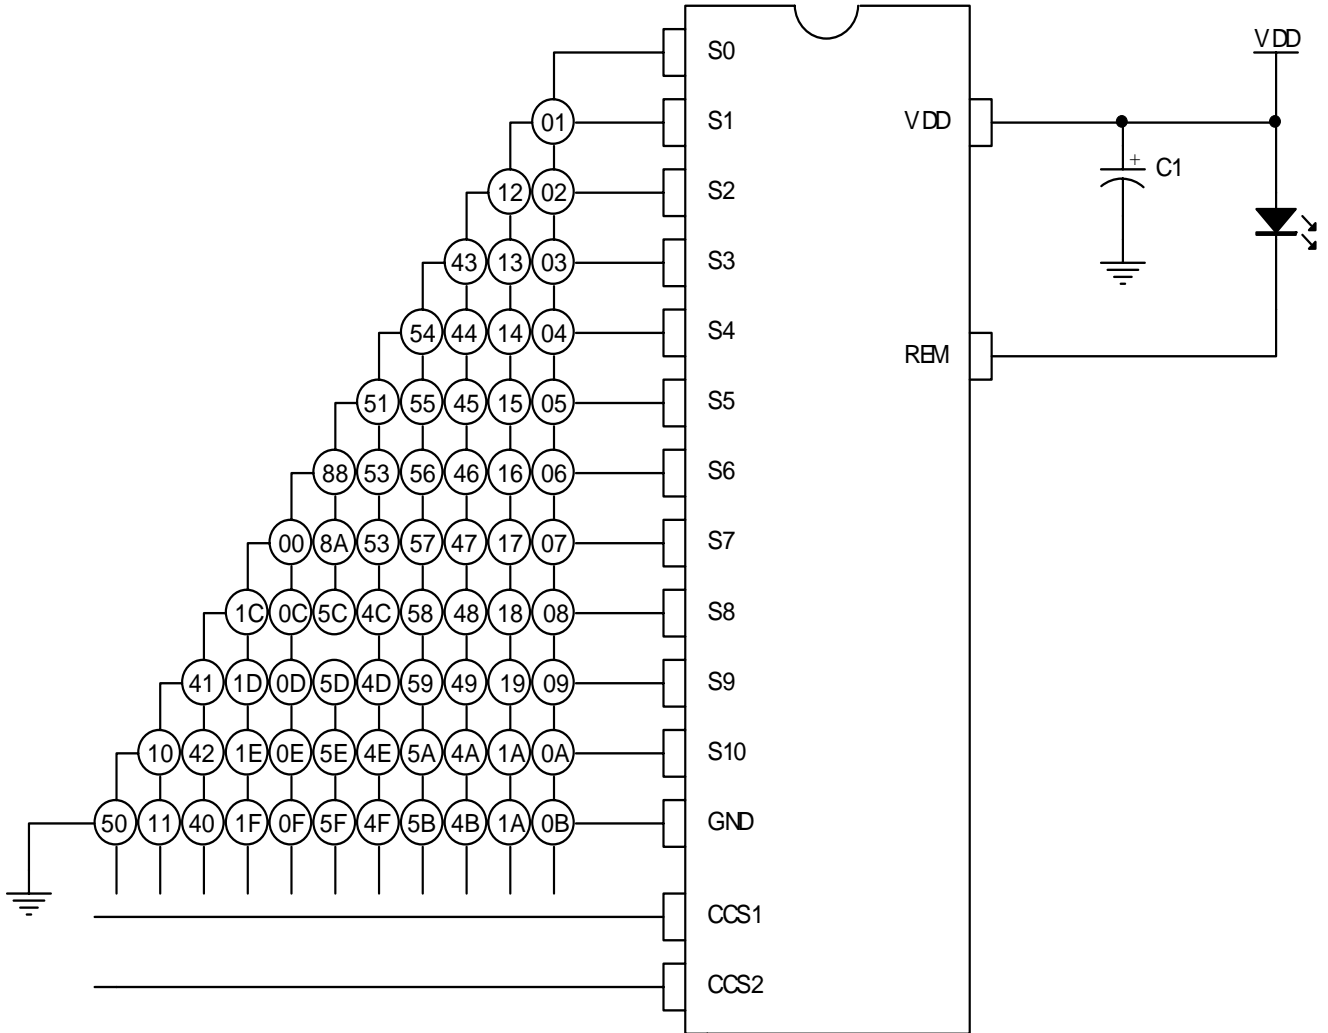 S0
VDD
01 S1 VDD
12 02 S2 + C1
43 13 03 S3
54 44 14 04 S4 REM
51 55 45 15 05 S5
88 53 56 46 16 06 S6
00 8A 53 57 47 17 07 S7
1C 0C 5C 4C 58 48 18 08 S8
41 1D 0D 5D 4D 59 49 19 09 S9
10 42 1E 0E 5E 4E 5A 4A 1A 0A S10
50 11 40 1F 0F 5F 4F 5B 4B 1A 0B GND
CCS1
CCS2